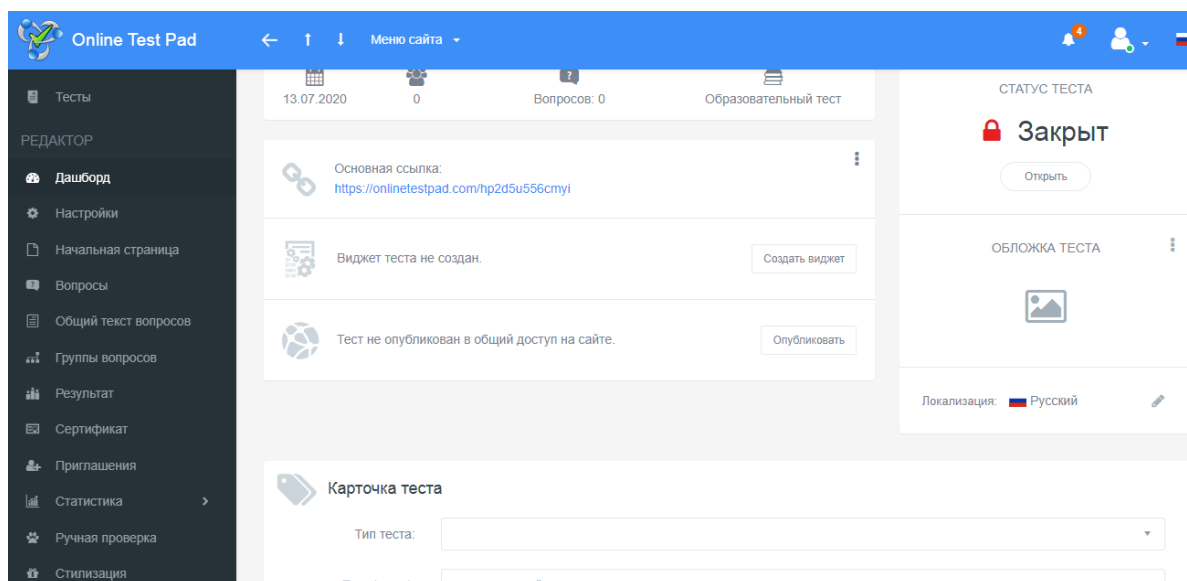 Online Test Pad
Меню сайта
4
Тесты
РЕДАКТОР
Дашборд
Настройки
Начальная страница
Вопросы
Общий текст вопросов
Группы вопросов
Результат
Сертификат
Приглашения
Статистика
Ручная проверка
Стилизация
13.07.2020
0
Вопросов: 0
Образовательный тест
Основная ссылка:
https://onlinetestpad.com/hp2d5u556cmyi
Виджет теста не создан.
Создать виджет
Тест не опубликован в общий доступ на сайте.
Опубликовать
СТАТУС ТЕСТА
Закрыт
Открыть
ОБЛОЖКА ТЕСТА
Локализация: Русский
Карточка теста
Тип теста: